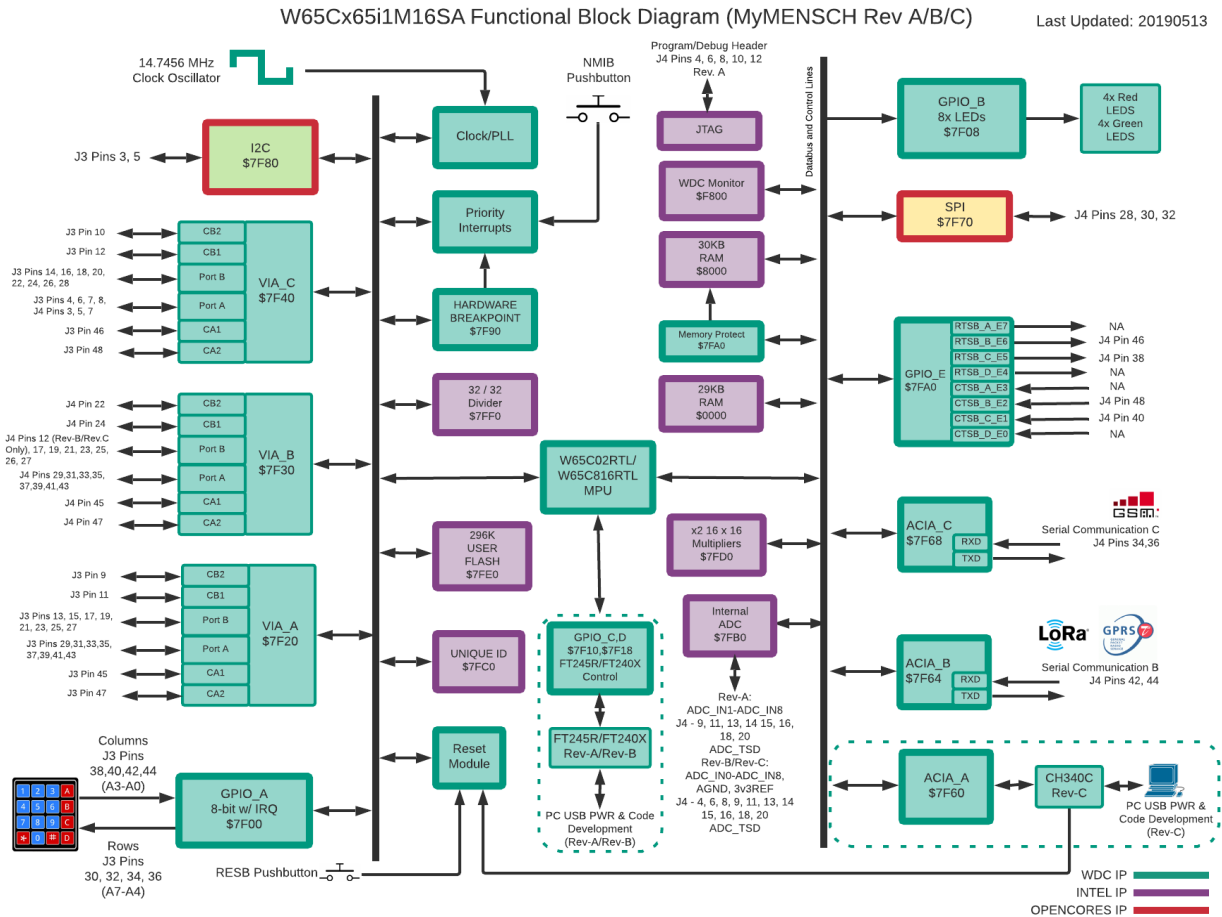 W65Cx65i1M16SA Functional Block Diagram (MyMENSCH Rev A/B/C)
Last Updated: 20190513
14.7456 MHz
Clock Oscillator
NMIB
Pushbutton
Program/Debug Header
J4 Pins 4, 6, 8, 10, 12
Rev. A
Databus and Control Lines
I2C
$7F80
J3 Pins 3, 5
Clock/PLL
Priority
Interrupts
HARDWARE
BREAKPOINT
$7F90
32 / 32
Divider
$7FF0
296K
USER
FLASH
$7FE0
UNIQUE ID
$7FC0
Reset
Module
RESB Pushbutton
J3 Pin 10
J3 Pin 12
J3 Pins 14, 16, 18, 20,
22, 24, 26, 28
J3 Pins 4, 6, 7, 8,
J4 Pins 3, 5, 7
J3 Pin 46
J3 Pin 48
CB2
CB1
Port B
Port A
CA1
CA2
VIA_C
$7F40
J4 Pin 22
J4 Pin 24
J4 Pins 12 (Rev-B/Rev.C
Only), 17, 19, 21, 23, 25,
26, 27
J4 Pins 29,31,33,35,
37,39,41,43
J4 Pin 45
J4 Pin 47
CB2
CB1
Port B
Port A
CA1
CA2
VIA_B
$7F30
J3 Pin 9
J3 Pin 11
J3 Pins 13, 15, 17, 19,
21, 23, 25, 27
J3 Pins 29,31,33,35,
37,39,41,43
J3 Pin 45
J3 Pin 47
CB2
CB1
Port B
Port A
CA1
CA2
VIA_A
$7F20
Columns
J3 Pins
38,40,42,44
(A3-A0)
1 2 3 A
4 5 6 B
7 8 9 C
* 0 # D
Rows
J3 Pins
30, 32, 34, 36
(A7-A4)
GPIO_A
8-bit w/ IRQ
$7F00
JTAG
WDC Monitor
$F800
30KB
RAM
$8000
Memory Protect
$7FA0
29KB
RAM
$0000
W65C02RTL/
W65C816RTL
MPU
x2 16 x 16
Multipliers
$7FD0
Internal
ADC
$7FB0
Rev-A:
ADC_IN1-ADC_IN8
J4 - 9, 11, 13, 14 15, 16,
18, 20
ADC_TSD
Rev-B/Rev-C:
ADC_IN0-ADC_IN8,
AGND, 3v3REF
J4 - 4, 6, 8, 9, 11, 13, 14
15, 16, 18, 20
ADC_TSD
GPIO_C,D
$7F10,$7F18
FT245R/FT240X
Control
FT245R/FT240X
Rev-A/Rev-B
PC USB PWR & Code
Development
(Rev-A/Rev-B)
GPIO_B
8x LEDs
$7F08
4x Red
LEDS
4x Green
LEDS
SPI
$7F70
J4 Pins 28, 30, 32
GPIO_E
$7FA0
RTSB_A_E7
RTSB_B_E6
RTSB_C_E5
RTSB_D_E4
CTSB_A_E3
CTSB_B_E2
CTSB_C_E1
CTSB_D_E0
NA
J4 Pin 46
J4 Pin 38
NA
NA
J4 Pin 48
J4 Pin 40
NA
ACIA_C
$7F68
RXD
TXD
GSM
Serial Communication C
J4 Pins 34,36
ACIA_B
$7F64
RXD
TXD
LoRa
GPRS
Serial Communication B
J4 Pins 42, 44
ACIA_A
$7F60
CH340C
Rev-C
PC USB PWR &
Code Development
(Rev-C)
WDC IP
INTEL IP
OPENCORES IP